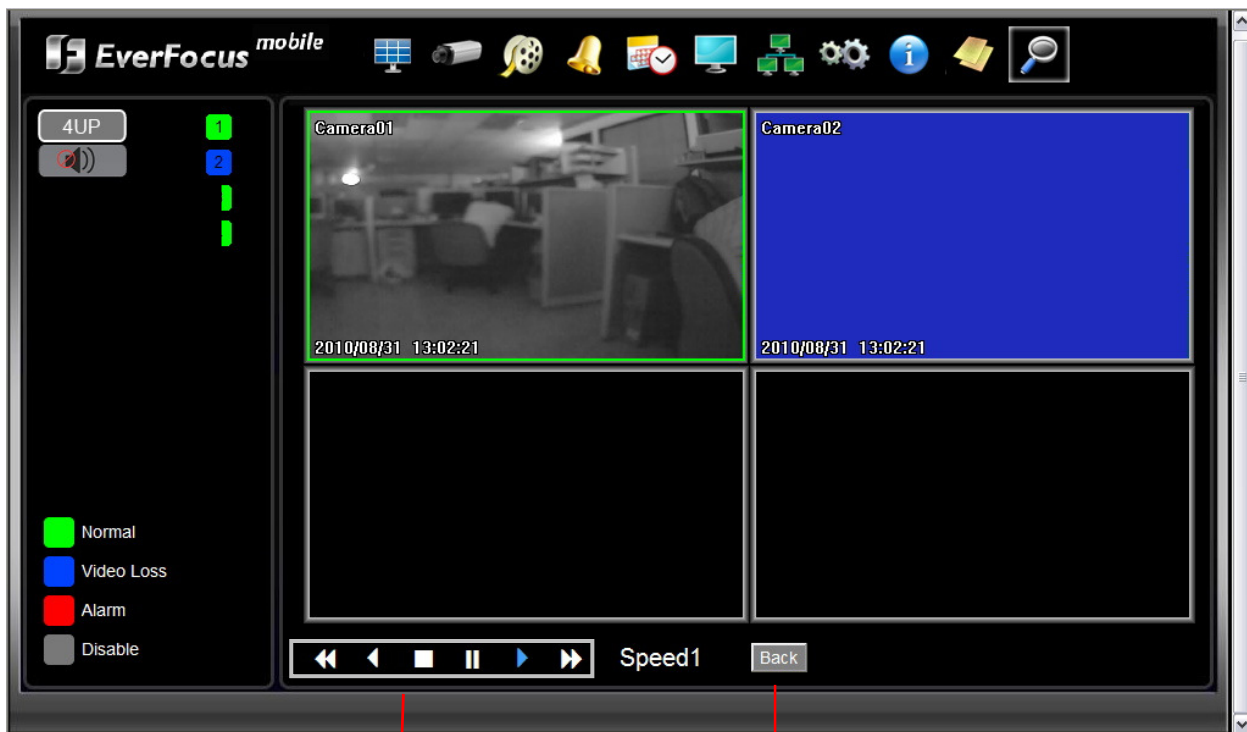 EverFocus mobile
4UP
1
2
Camera01
2010/08/31 13:02:21
Camera02
2010/08/31 13:02:21
Normal
Video Loss
Alarm
Disable
Speed1
Back